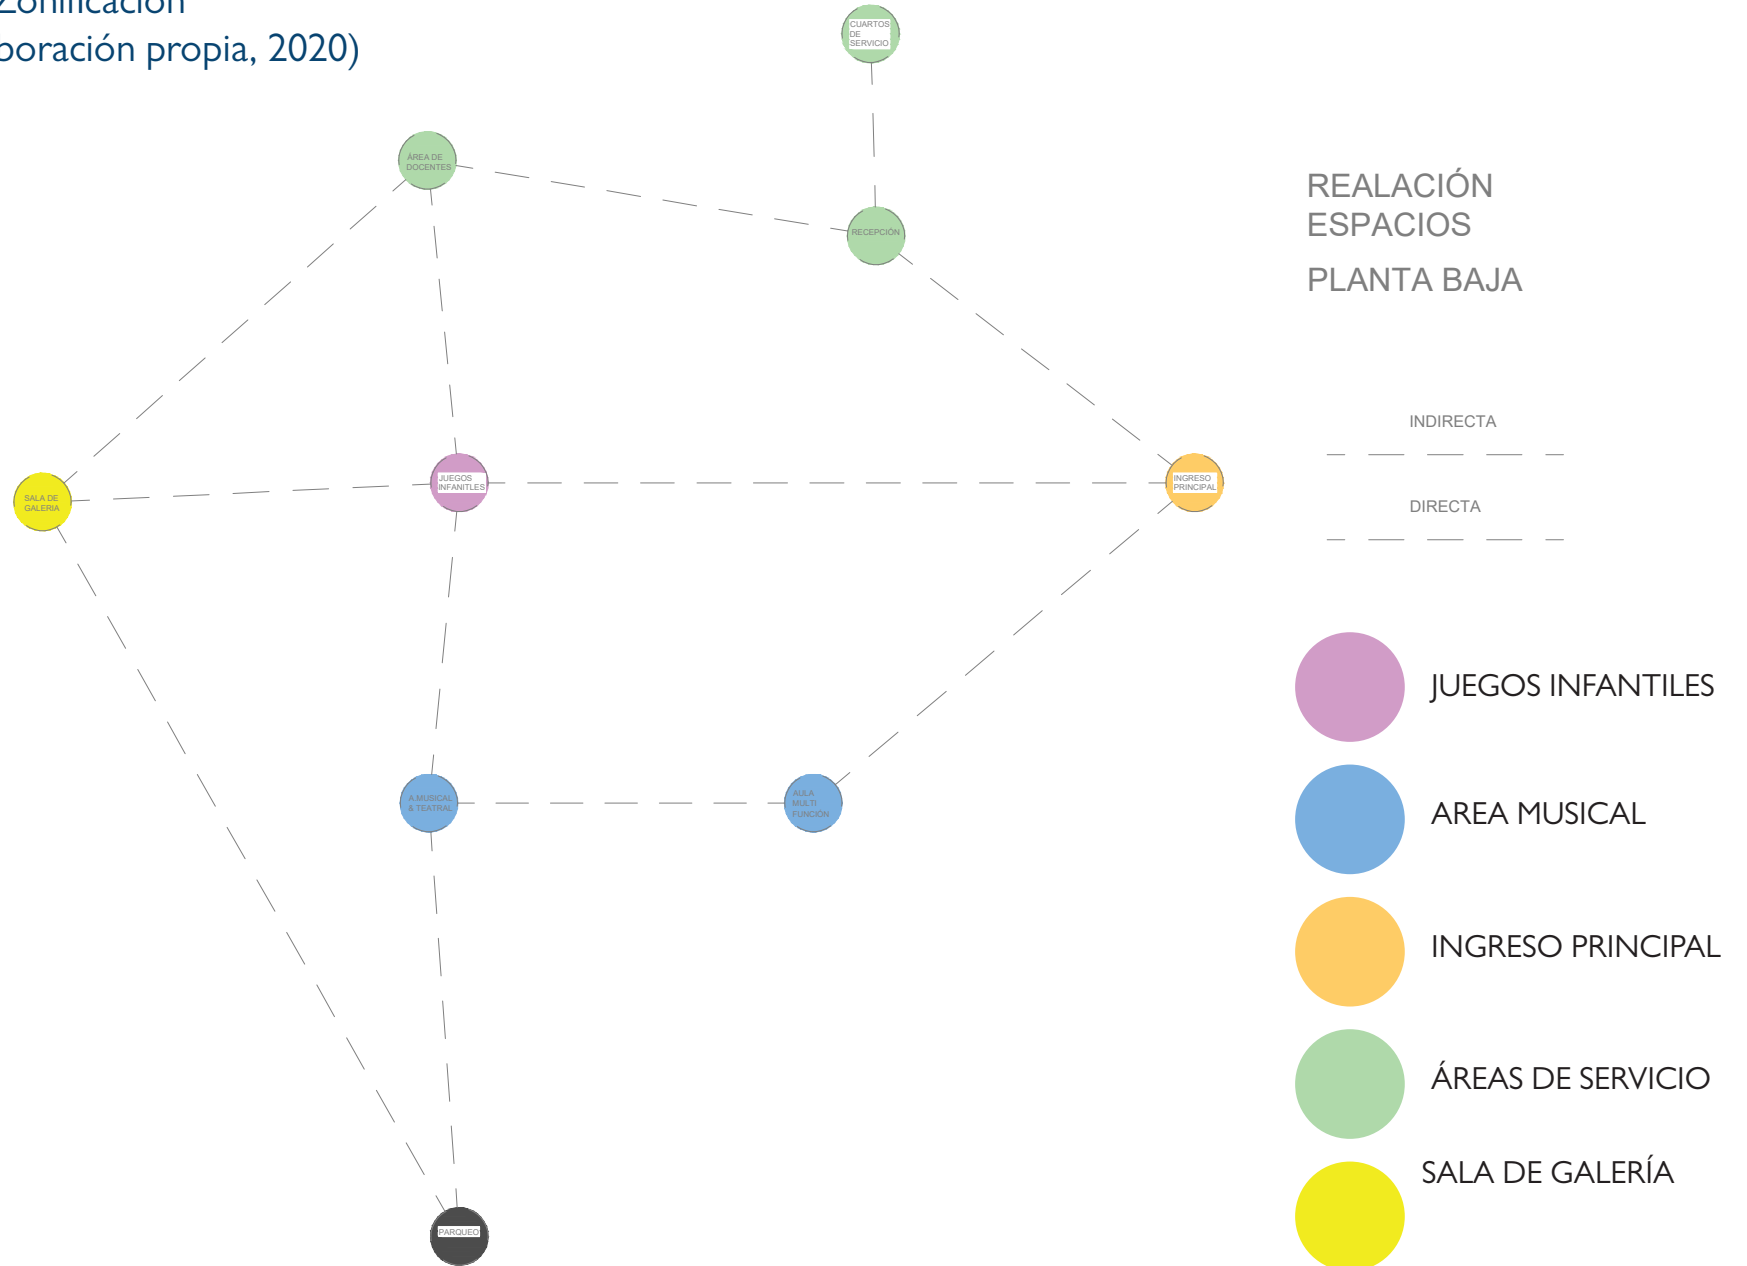 Zonificación
boración propia, 2020)
CUARTOS
DE
SERVICIO
ÁREA DE
DOCENTES
RECEPCIÓN
REALACIÓN
ESPACIOS
PLANTA BAJA
INDIRECTA
DIRECTA
JUEGOS
INFANITLES
INGRESO
PRINCIPAL
SALA DE
GALERIA
A.MUSICAL
& TEATRAL
AULA
MULTI
FUNCIÓN
PARQUEO
JUEGOS INFANTILES
AREA MUSICAL
INGRESO PRINCIPAL
ÁREAS DE SERVICIO
SALA DE GALERÍA